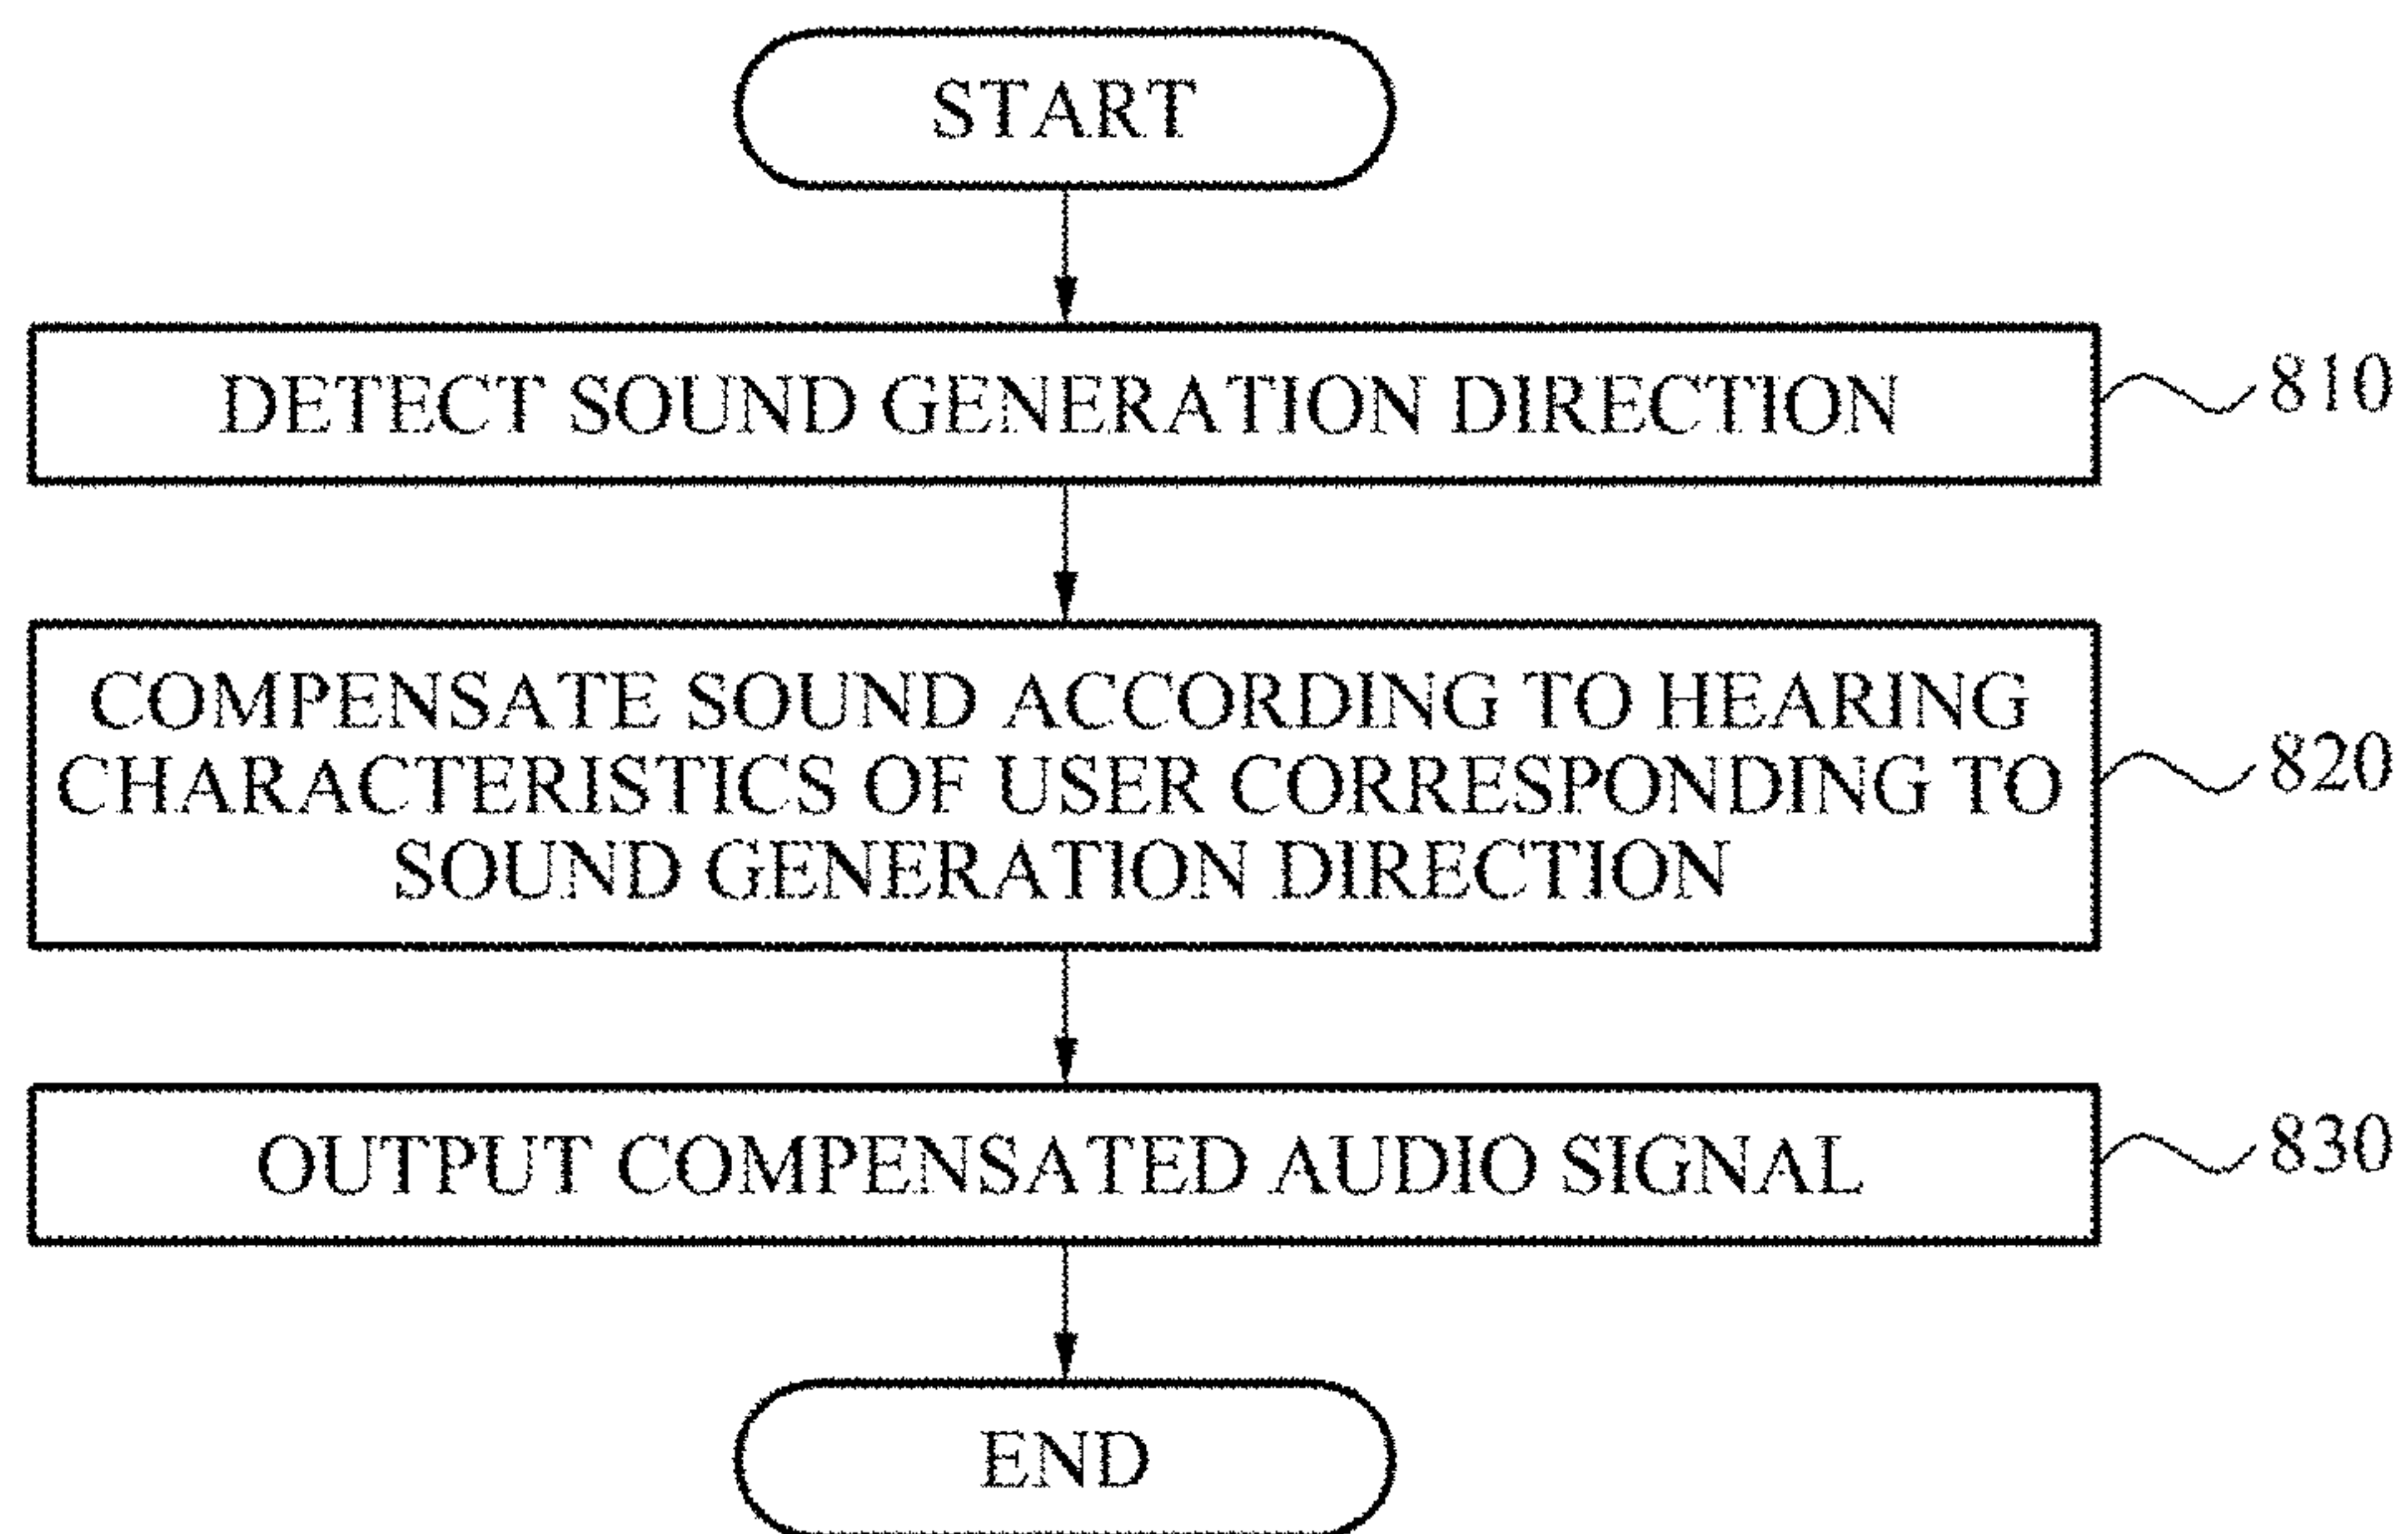 START
DETECT SOUND GENERATION DIRECTION
810
COMPENSATE SOUND ACCORDING TO HEARING
CHARACTERISTICS OF USER CORRESPONDING TO
SOUND GENERATION DIRECTION
820
OUTPUT COMPENSATED AUDIO SIGNAL
830
END